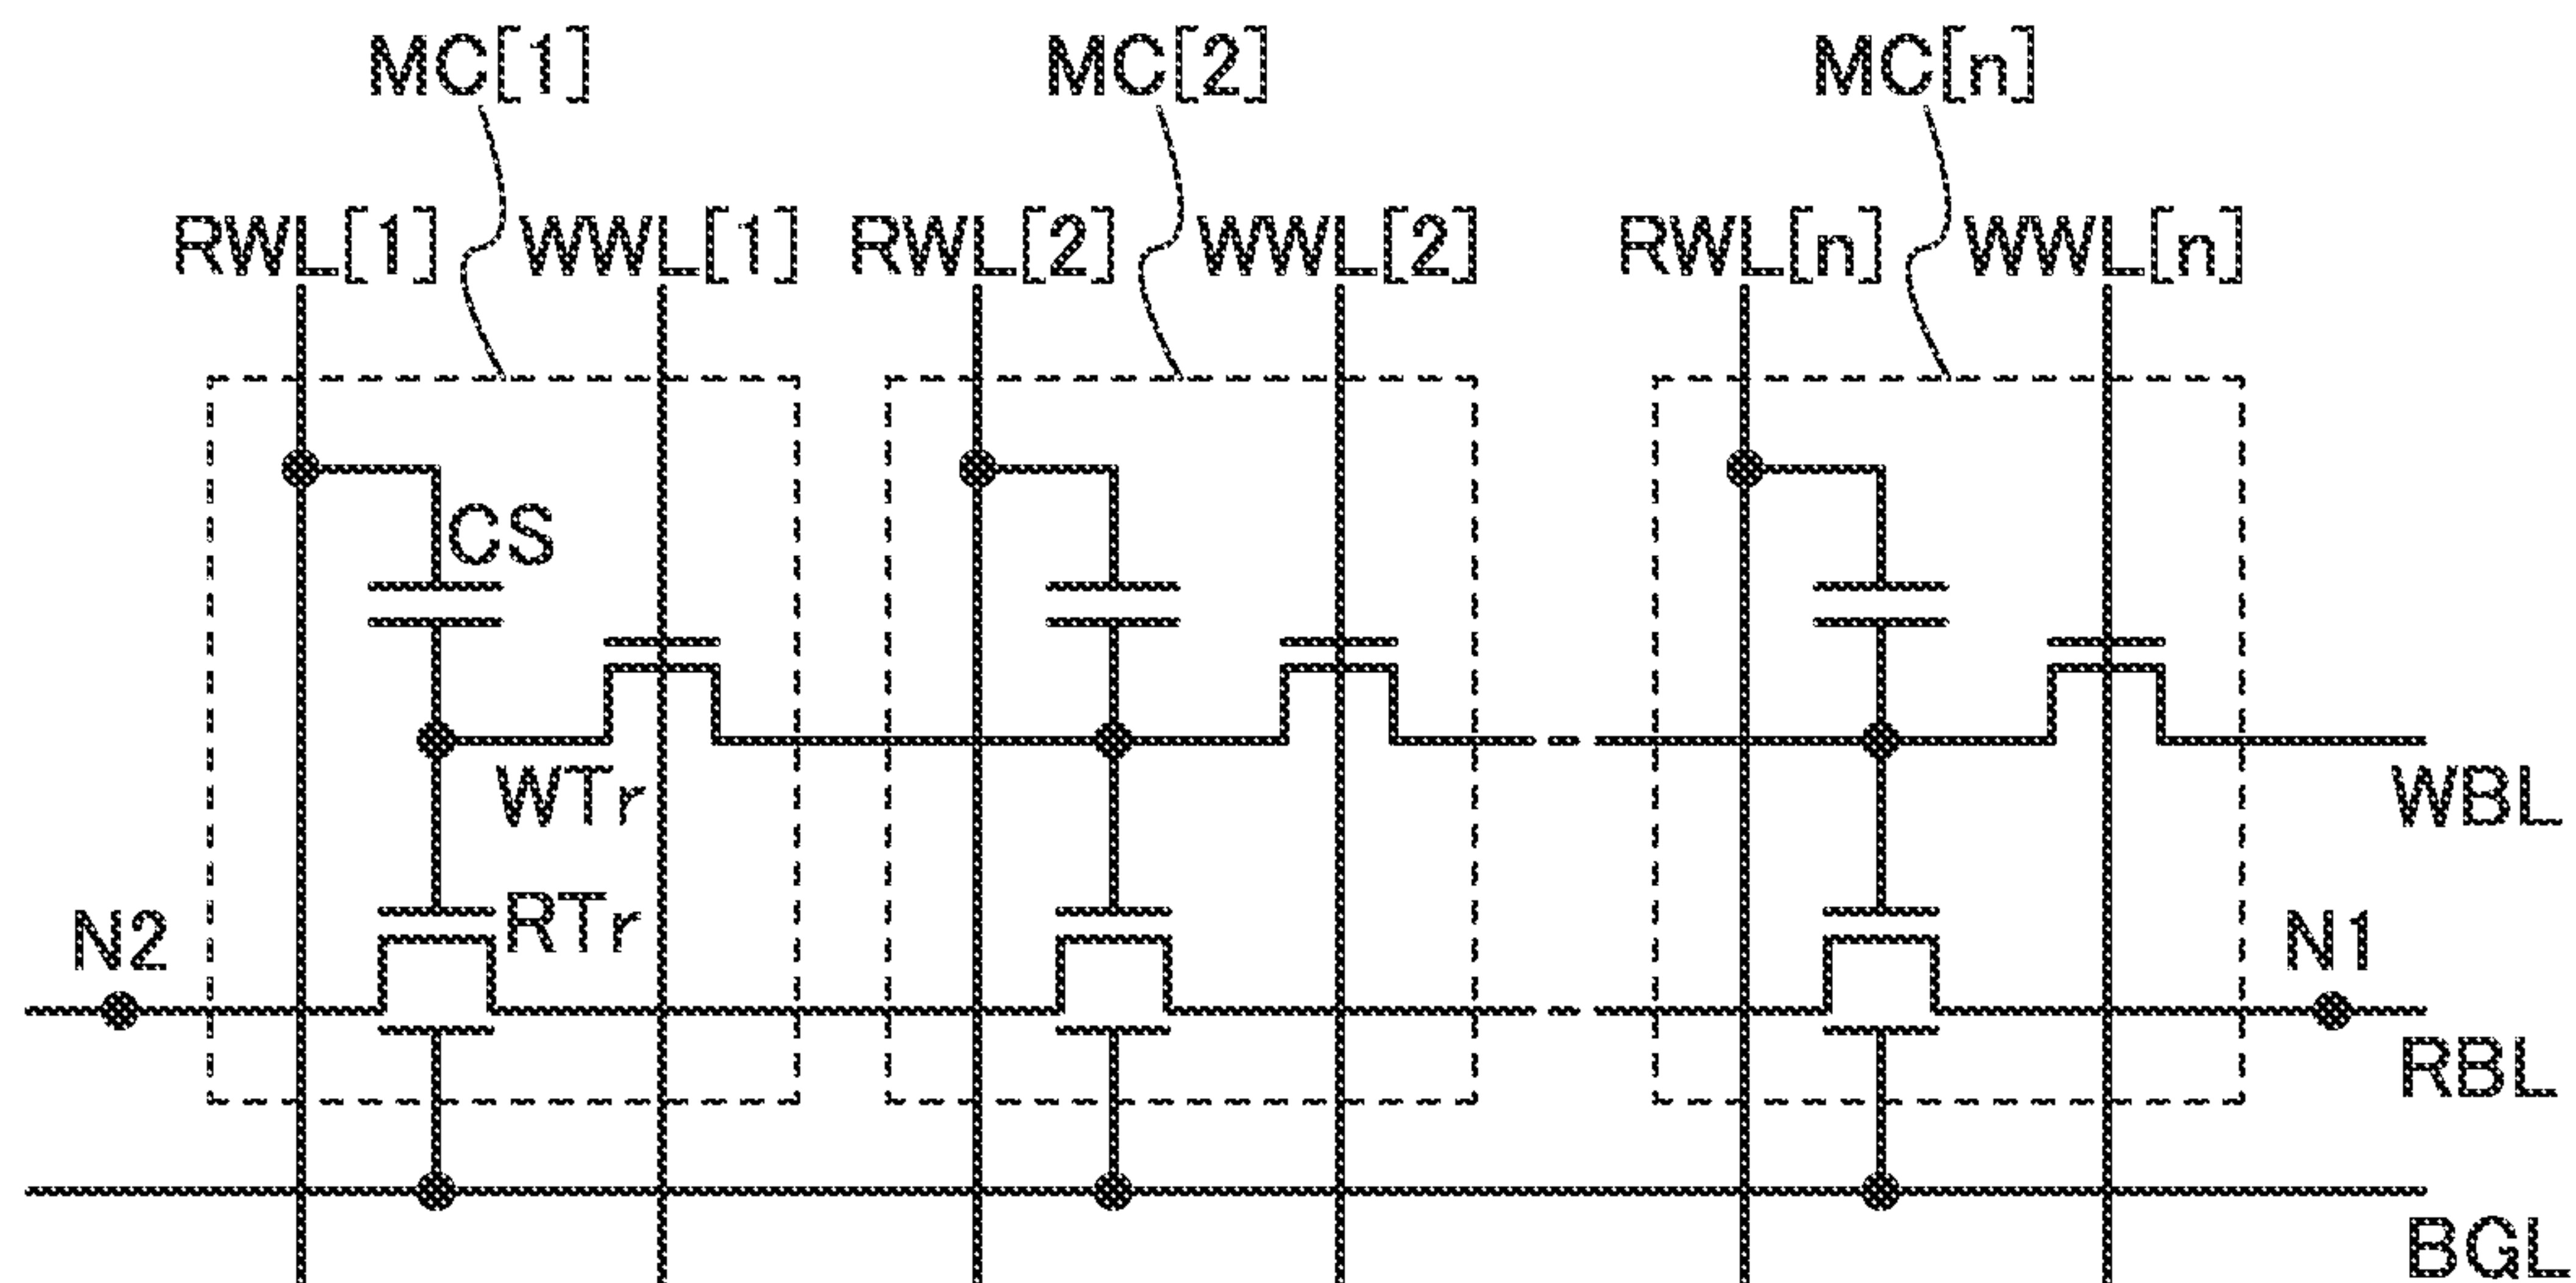 MC[1] MC[2] MC[n]
RWL[1] WWL[1] RWL[2] WWL[2] RWL[n] WWL[n]
CS
WTr
WBL
RTr
N2 N1
RBL
BGL